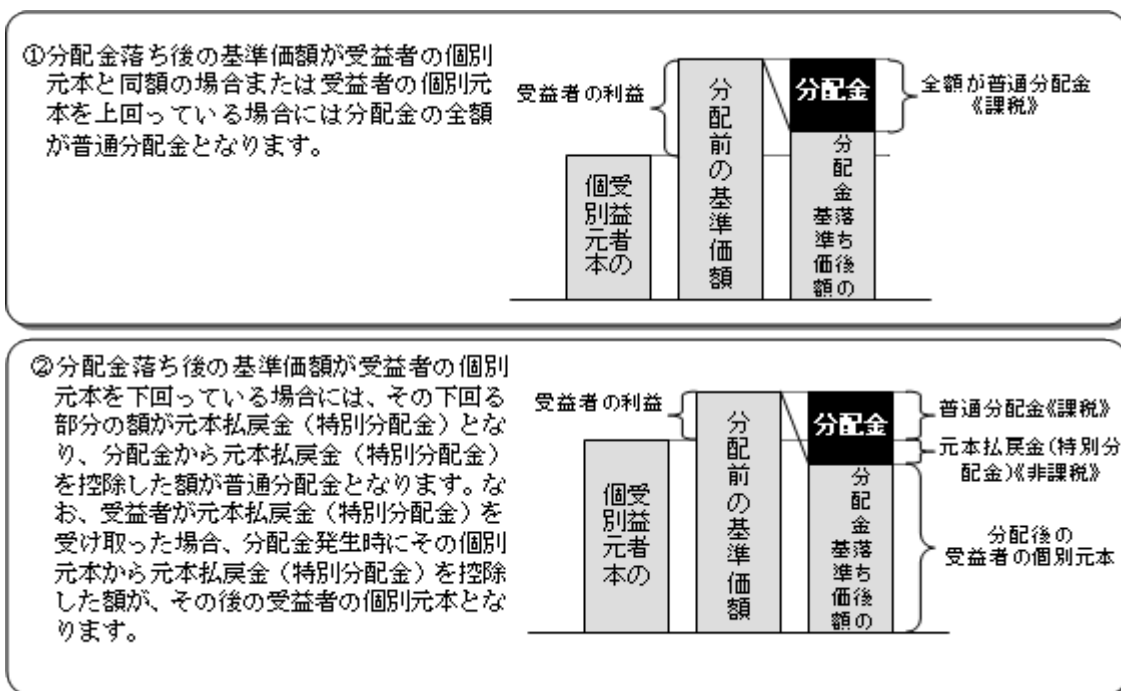 ①分配金落ち後の基準価額が受益者の個別
元本と同額の場合または受益者の個別元
本を上回っている場合には分配金の全額
が普通分配金となります。
受益者の利益
個別元本
受益者の
分配前の基準価額
分配金
分配金落ち後の
基準価額
全額が普通分配金
《課税》
②分配金落ち後の基準価額が受益者の個別
元本を下回っている場合には、その下回る
部分の額が元本払戻金(特別分配金)とな
り、分配金から元本払戻金(特別分配金)
を控除した額が普通分配金となります。な
お、受益者が元本払戻金(特別分配金)を
受け取った場合、分配金発生時にその個別
元本から元本払戻金(特別分配金)を控除
した額が、その後の受益者の個別元本とな
ります。
受益者の利益
受益者の
個別元本
分配前の基準価額
分配金
分配金落ち後の
基準価額
普通分配金《課税》
元本払戻金(特別分
配金)《非課税》
分配後の
受益者の個別元本